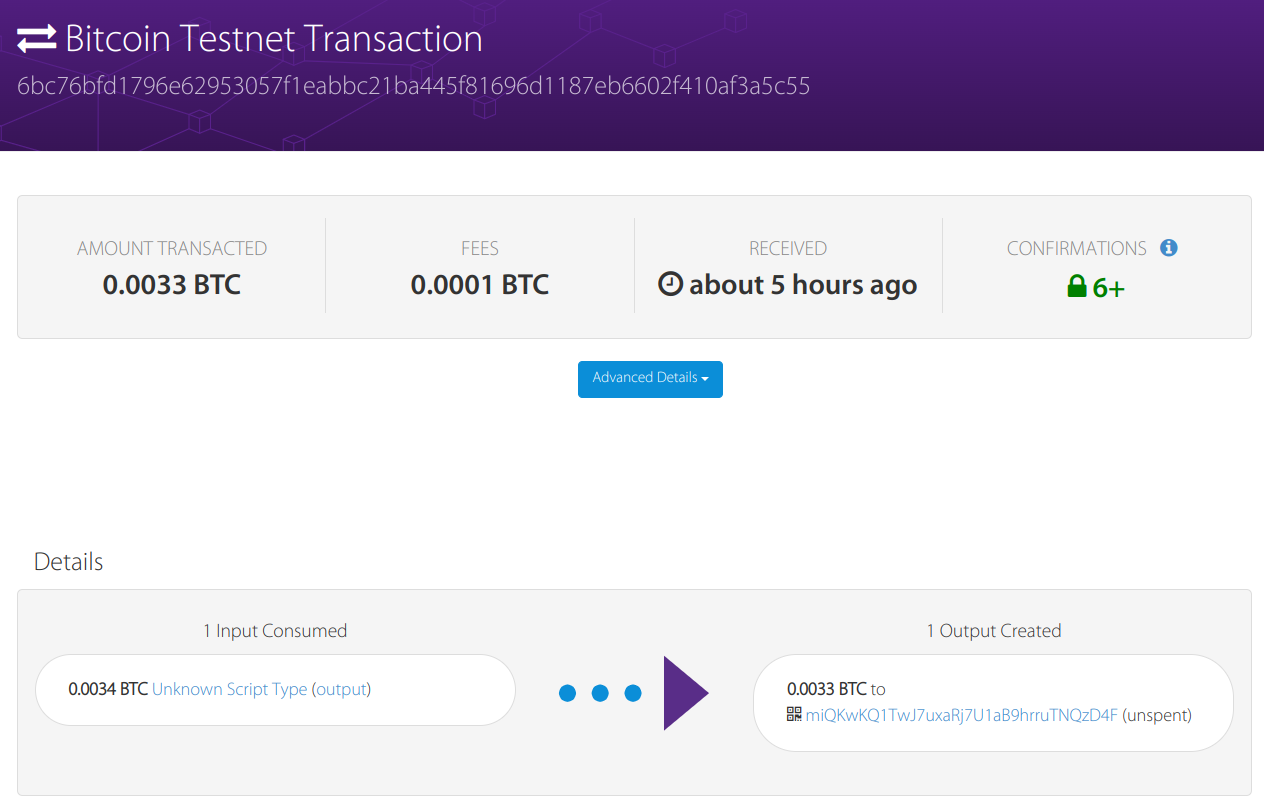 Bitcoin Testnet Transaction
6bc76bfd1796e62953057f1eabbc21ba445f81696d1187eb6602f410af3a5c55
AMOUNT TRANSACTED
0.0033 BTC
FEES
0.0001 BTC
RECEIVED
about 5 hours ago
CONFIRMATIONS
6+
Advanced Details
Details
1 Input Consumed
0.0034 BTC Unknown Script Type (output)
1 Output Created
0.0033 BTC to
miQKwKQ1TwJ7uxaRj7U1aB9hrruTNQzD4F (unspent)